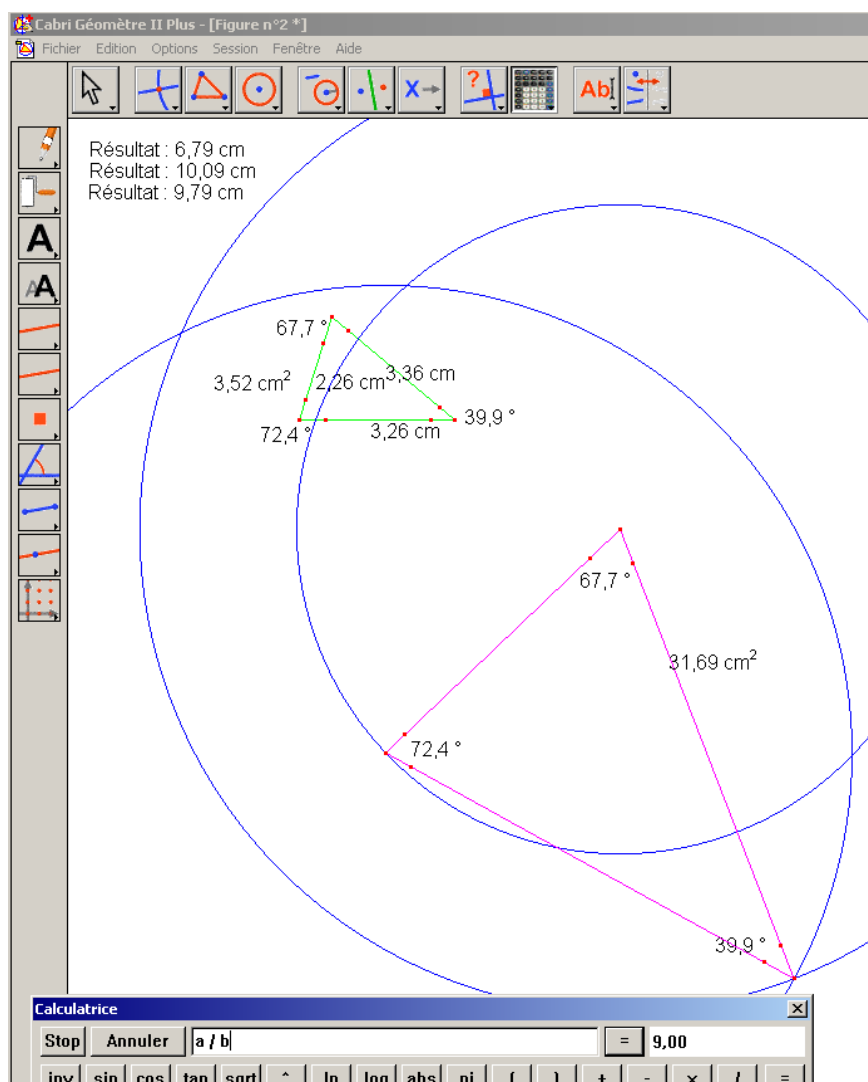 Cabri Géomètre II Plus - [Figure n°2 *]
Fichier Edition Options Session Fenêtre Aide
? X Ab
Résultat : 6,79 cm
Résultat : 10,09 cm
Résultat : 9,79 cm
A
AA
67,7 °
3,52 cm²
2,26 cm
3,36 cm
72,4 °
3,26 cm
39,9 °
67,7 °
31,69 cm²
72,4 °
39,9 °
Calculatrice
Stop Annuler a / b = 9,00
inv sin cos tan sqrt ^ ln log abs pi ( ) + - x / =